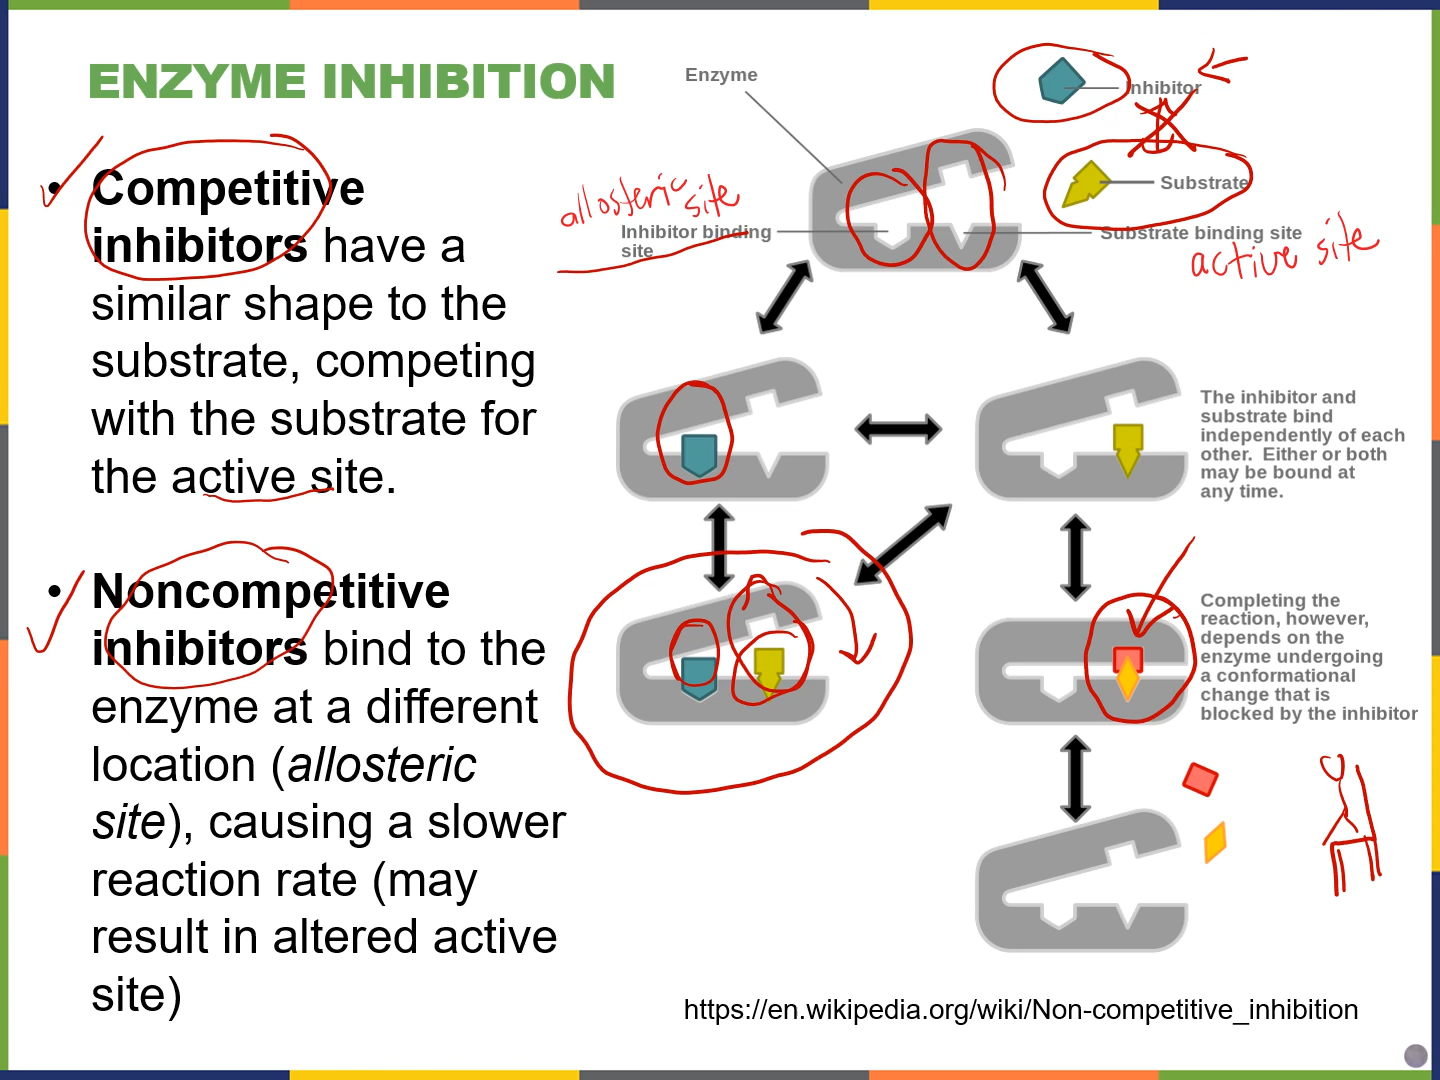 ENZYME INHIBITION
• Competitive
inhibitors have a
similar shape to the
substrate, competing
with the substrate for
the active site.
• Noncompetitive
inhibitors bind to the
enzyme at a different
location (allosteric
site), causing a slower
reaction rate (may
result in altered active
site)
Enzyme
Inhibitor
Substrate
allosteric site
Inhibitor binding
site
Substrate binding site
active site
The inhibitor and
substrate bind
independently of each
other. Either or both
may be bound at
any time.
Completing the
reaction, however,
depends on the
enzyme undergoing
a conformational
change that is
blocked by the inhibitor
https://en.wikipedia.org/wiki/Non-competitive_inhibition